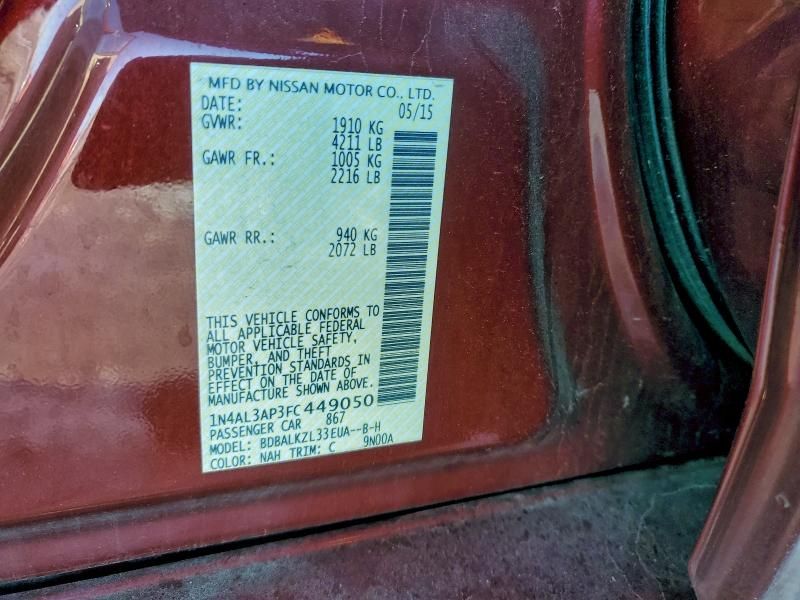 MFD BY NISSAN MOTOR CO., LTD.
DATE: 05/15
GVWR: 1910 KG
4211 LB
GAWR FR.: 1005 KG
2216 LB
GAWR RR.: 940 KG
2072 LB
THIS VEHICLE CONFORMS TO
ALL APPLICABLE FEDERAL
MOTOR VEHICLE SAFETY,
BUMPER, AND THEFT
PREVENTION STANDARDS IN
EFFECT ON THE DATE OF
MANUFACTURE SHOWN ABOVE.
1N4AL3AP3FC449050
PASSENGER CAR 867
MODEL: BDBALKZL33EUA--B-H
COLOR: NAH TRIM: C 9N00A